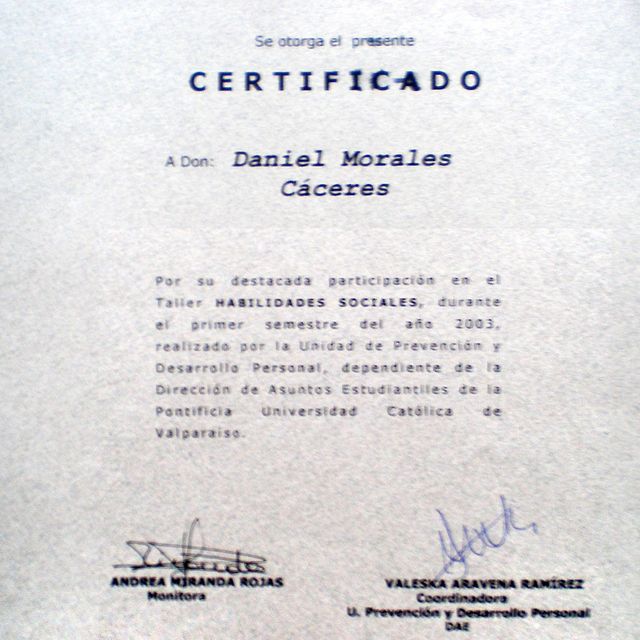 Se otorga el presente
CERTIFICADO
A Don: Daniel Morales
Cáceres
Por su destacada participación en el
Taller HABILIDADES SOCIALES, durante
el primer semestre del año 2003,
realizado por la Unidad de Prevención y
Desarrollo Personal, dependiente de la
Dirección de Asuntos Estudiantiles de la
Pontificia Universidad Católica de
Valparaíso.
ANDREA MIRANDA ROJAS
Monitora
VALESKA ARAVENA RAMÍREZ
Coordinadora
U. Prevención y Desarrollo Personal
DAE